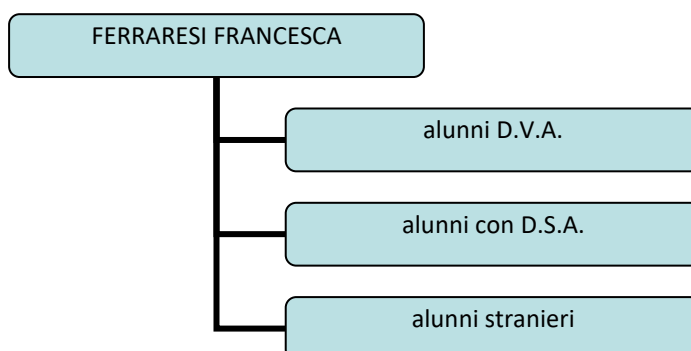 FERRARESI FRANCESCA
alunni D.V.A.
alunni con D.S.A.
alunni stranieri